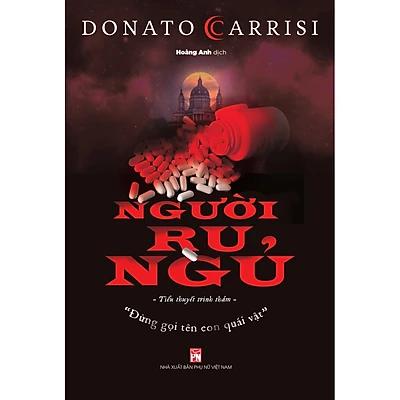 DONATO CARRISI
Hoàng Anh dịch
NGƯỜI
RU
NGỦ
- Tiểu thuyết trinh thám -
"Đừng gọi tên con quái vật"
PN
NHÀ XUẤT BẢN PHỤ NỮ VIỆT NAM